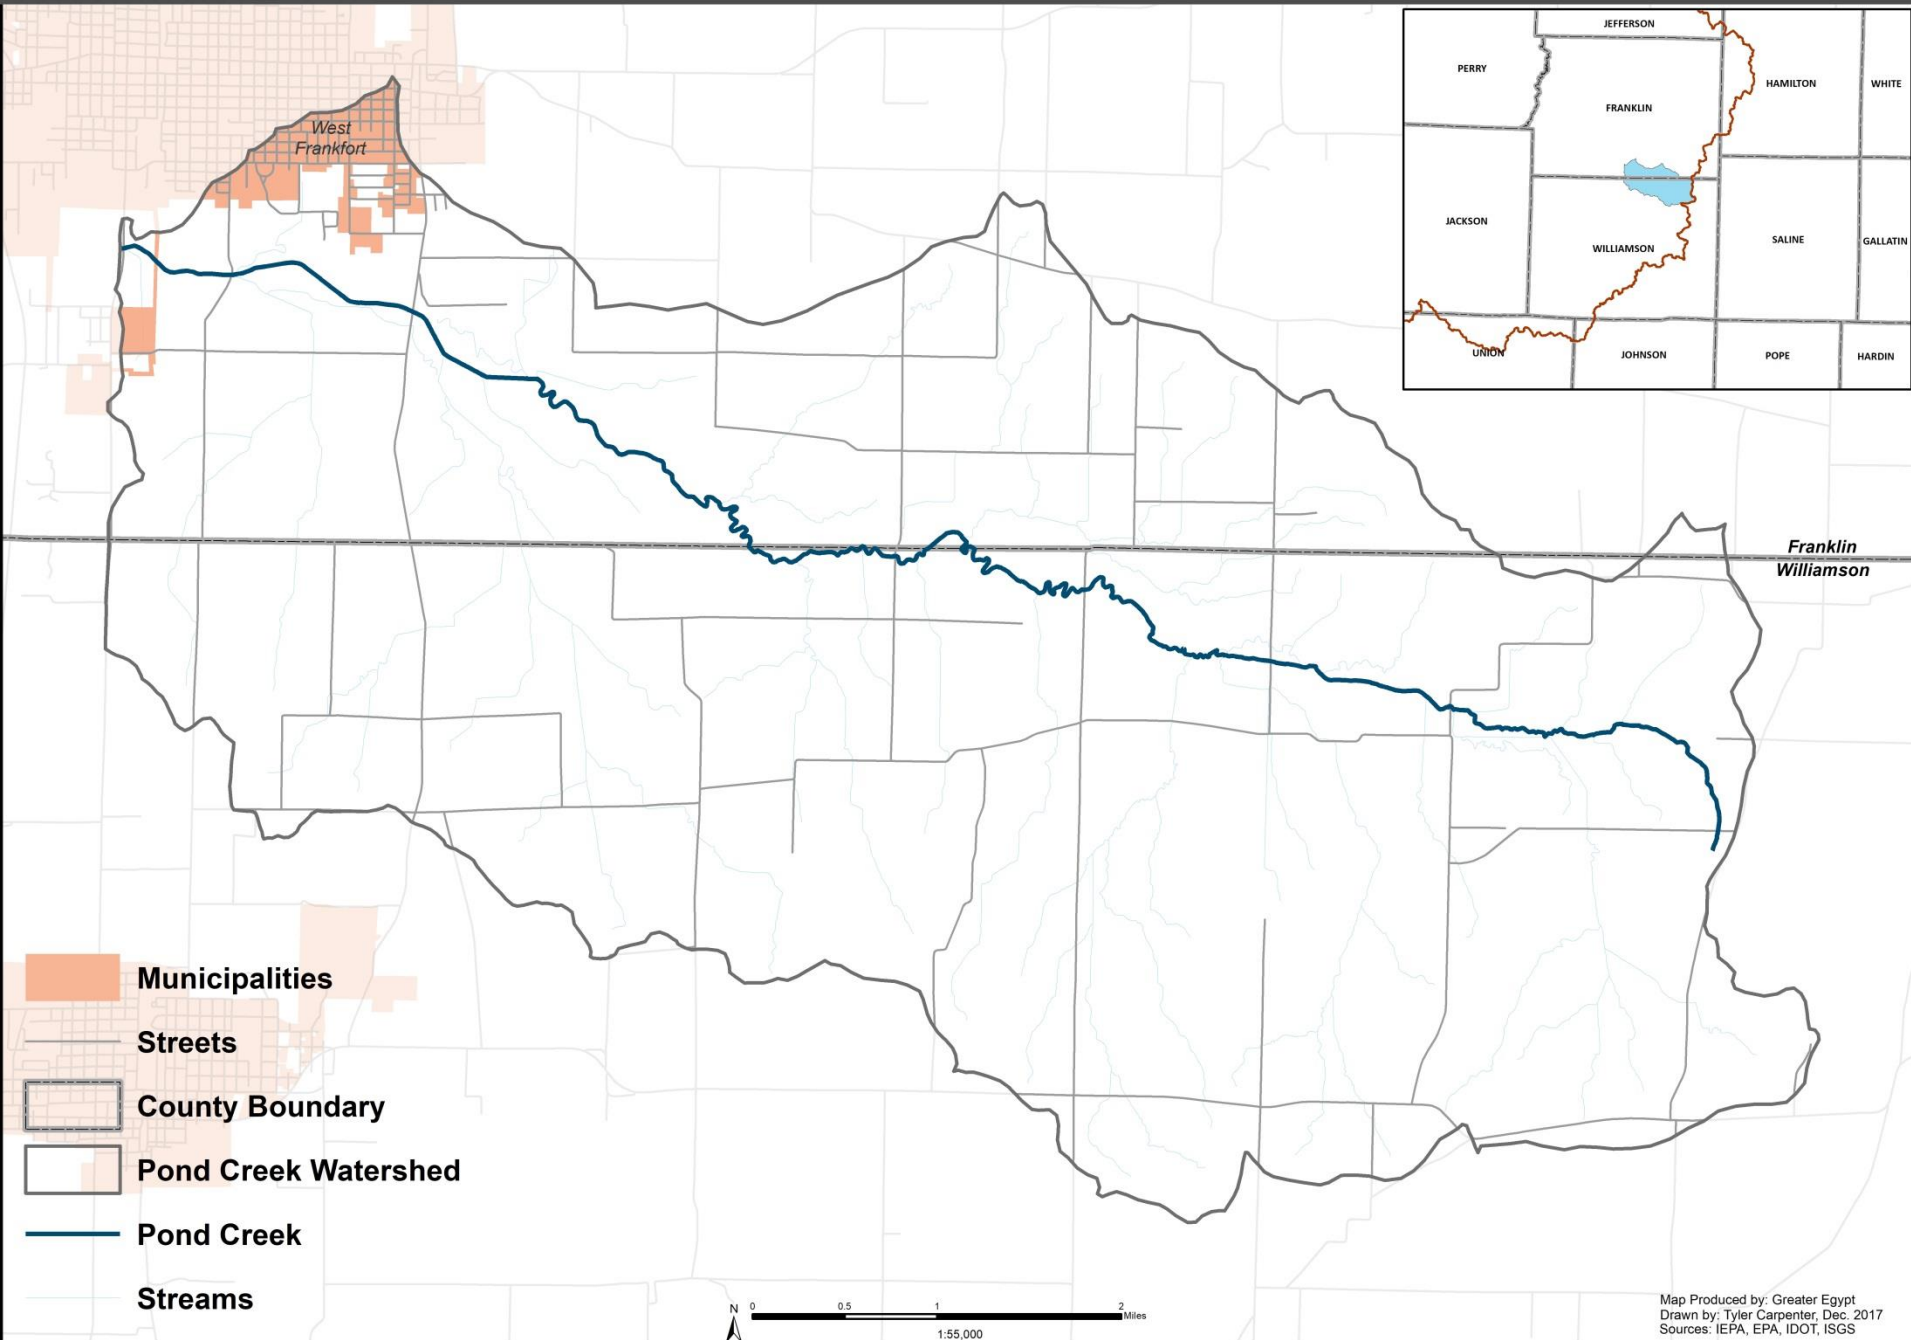 JEFFERSON
PERRY
HAMILTON
WHITE
FRANKLIN
JACKSON
WILLIAMSON
SALINE
GALLATIN
UNION
JOHNSON
POPE
HARDIN
West
Frankfort
Franklin
Williamson
Municipalities
Streets
County Boundary
Pond Creek Watershed
Pond Creek
Streams
N
0 0.5 1 2
Miles
1:55,000
Map Produced by: Greater Egypt
Drawn by: Tyler Carpenter, Dec. 2017
Sources: IEPA, EPA, IDOT, ISGS